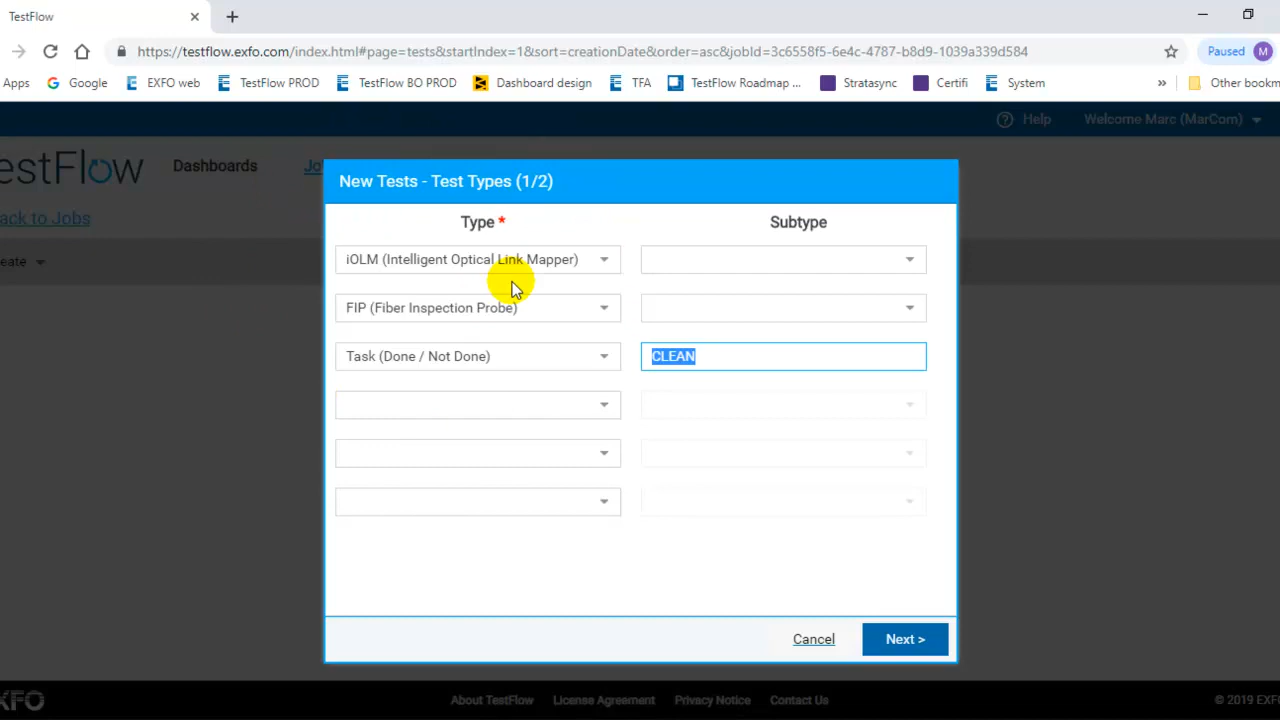 TestFlow
https://testflow.exfo.com/index.html#page=tests&startIndex=1&sort=creationDate&order=asc&jobId=3c6558f5-6e4c-4787-b8d9-1039a339d584
Paused M
Apps Google EXFO web TestFlow PROD TestFlow BO PROD Dashboard design TFA TestFlow Roadmap ... Stratasync Certifi System » Other bookm
Help Welcome Marc (MarCom)
estFlow Dashboards Jo
ack to Jobs
eate
New Tests - Test Types (1/2)
Type * Subtype
iOLM (Intelligent Optical Link Mapper)
FIP (Fiber Inspection Probe)
Task (Done / Not Done) CLEAN
Cancel Next >
XFO About TestFlow License Agreement Privacy Notice Contact Us © 2019 EXF